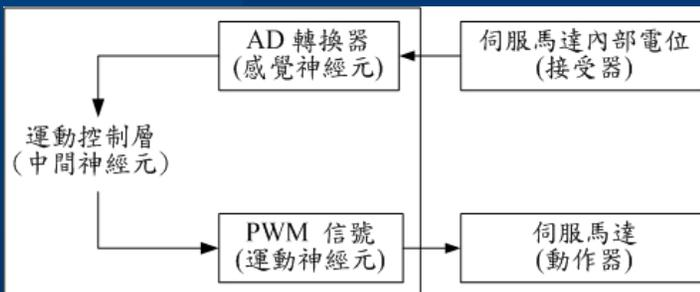 AD 轉換器
(感覺神經元)
伺服馬達內部電位
(接受器)
運動控制層
(中間神經元)
PWM 信號
(運動神經元)
伺服馬達
(動作器)